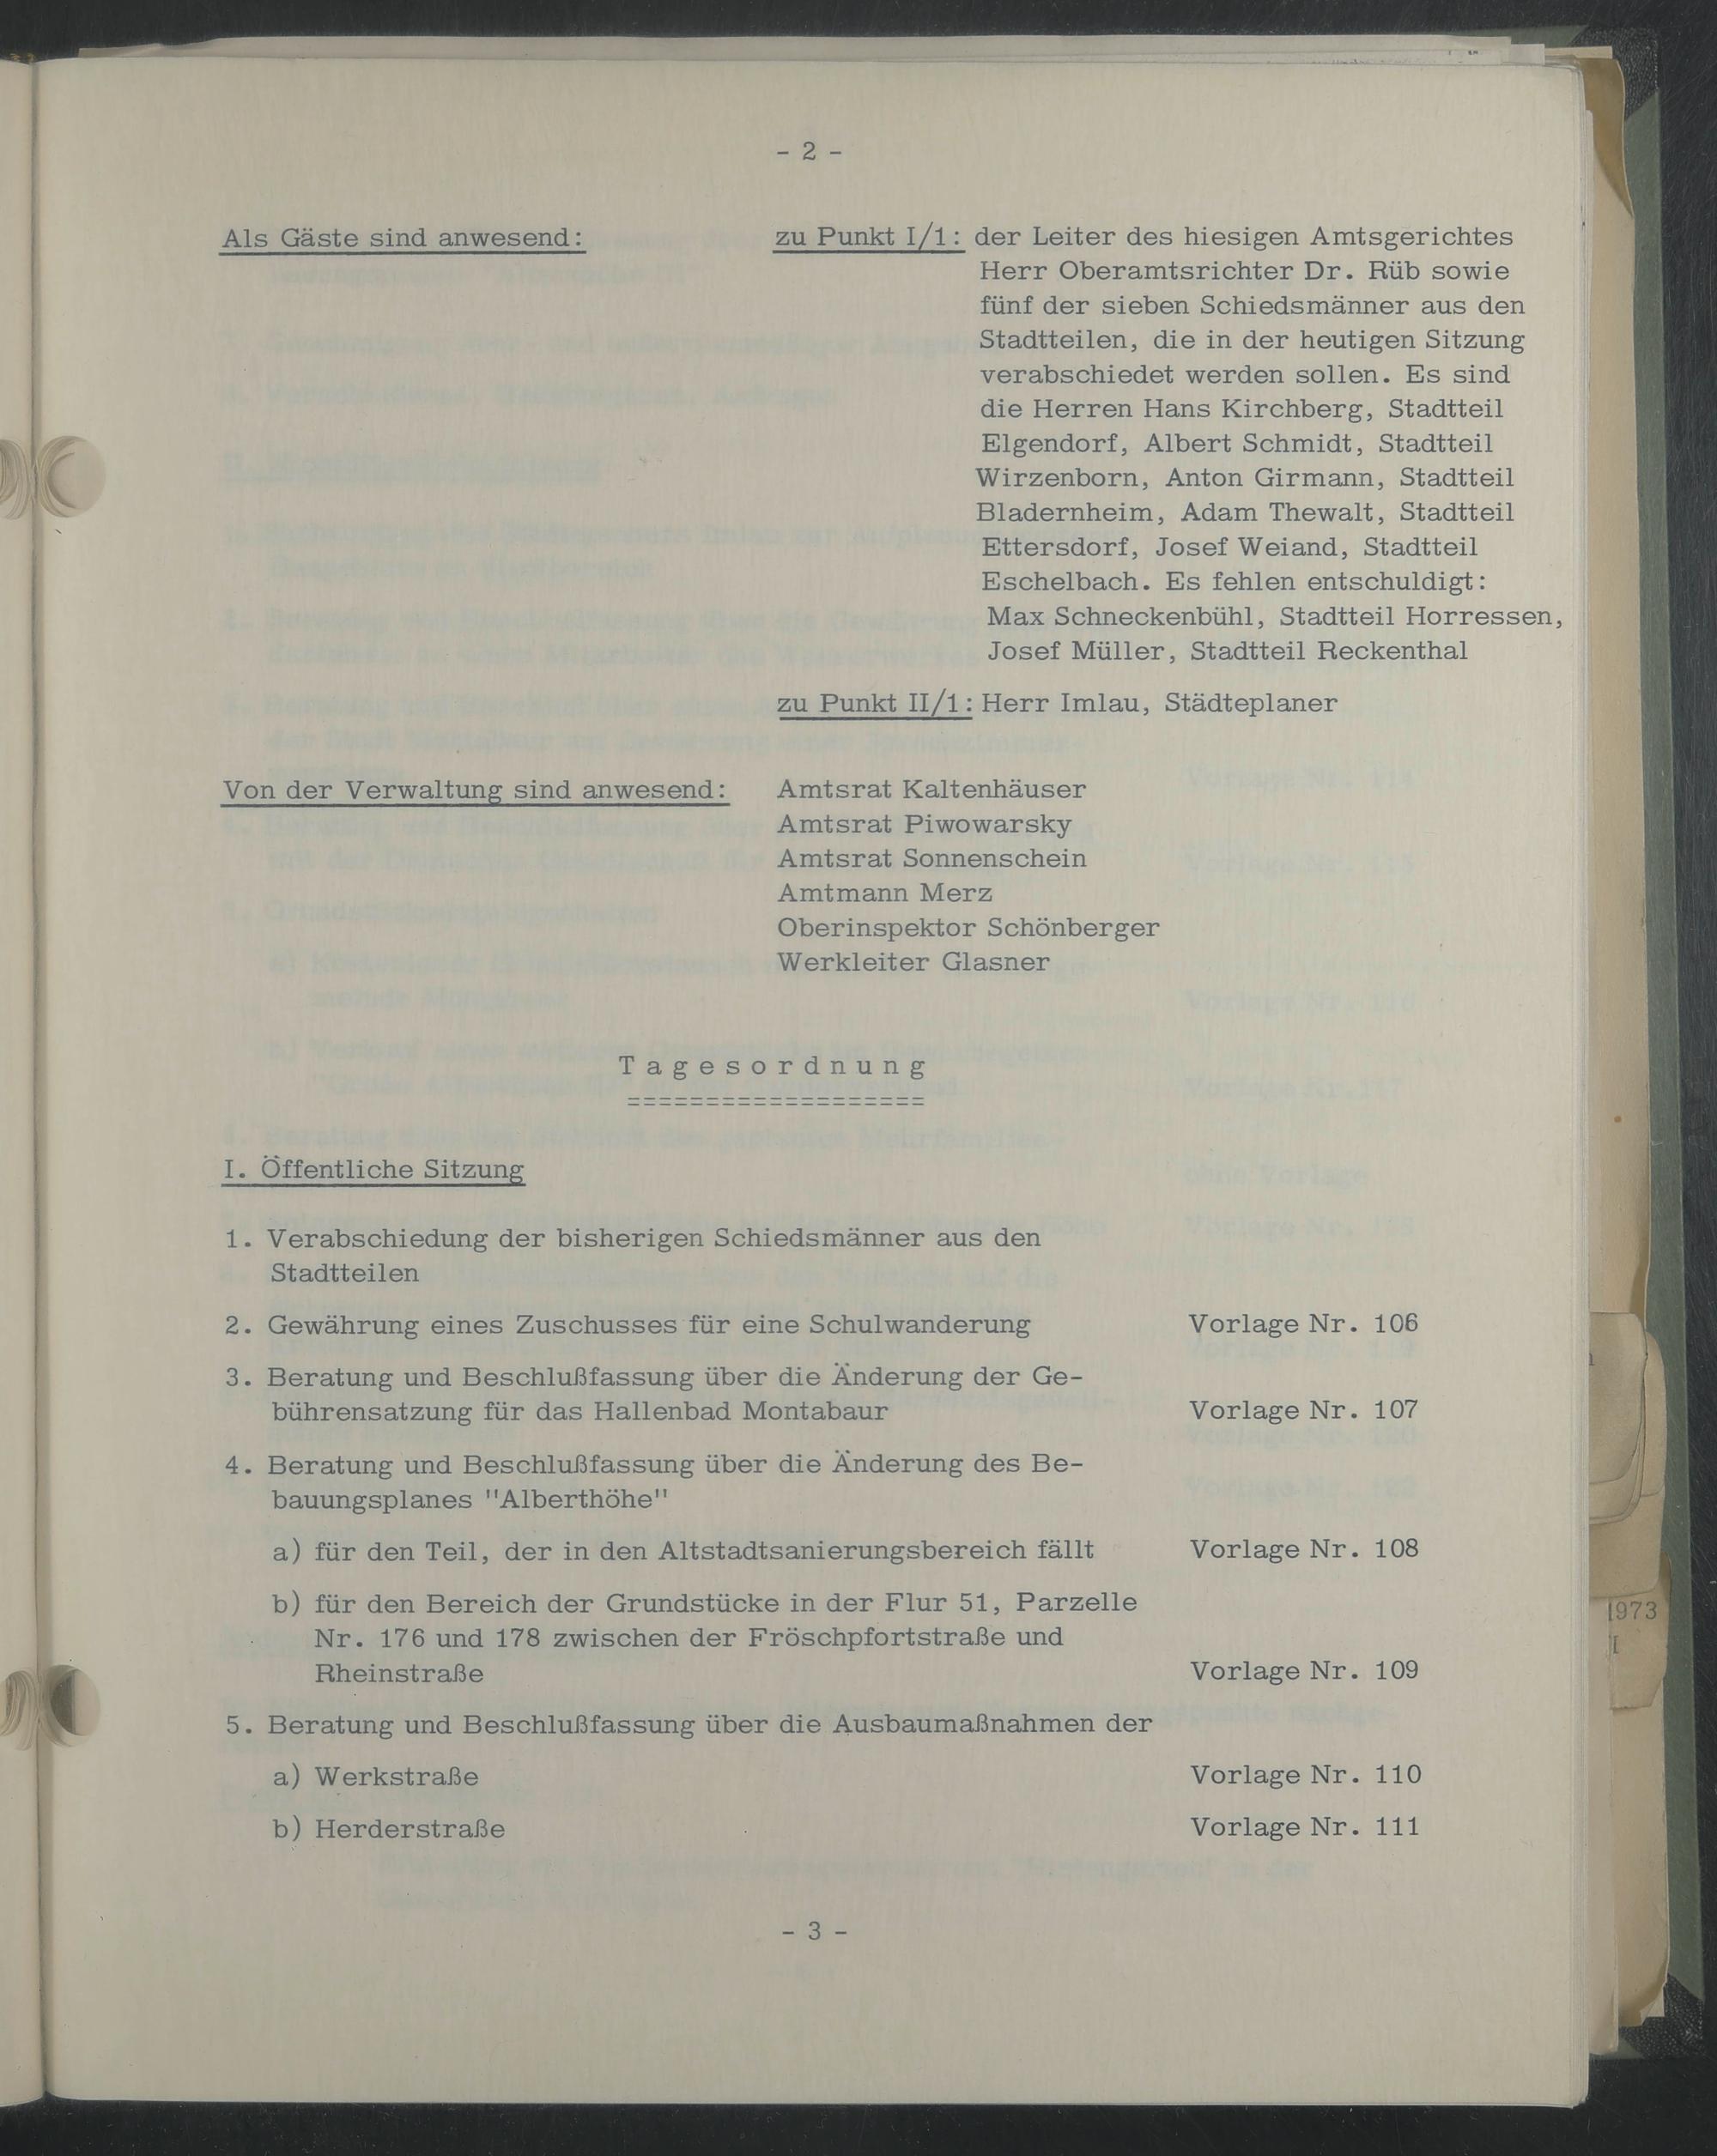 - 2 -
Als Gäste sind anwesend: zu Punkt I/1: der Leiter des hiesigen Amtsgerichtes
Herr Oberamtsrichter Dr. Rüb sowie
fünf der sieben Schiedsmänner aus den
Stadtteilen, die in der heutigen Sitzung
verabschiedet werden sollen. Es sind
die Herren Hans Kirchberg, Stadtteil
Elgendorf, Albert Schmidt, Stadtteil
Wirzenborn, Anton Girmann, Stadtteil
Bladernheim, Adam Thewalt, Stadtteil
Ettersdorf, Josef Weiand, Stadtteil
Eschelbach. Es fehlen entschuldigt:
Max Schneckenbühl, Stadtteil Horressen,
Josef Müller, Stadtteil Reckenthal
zu Punkt II/1: Herr Imlau, Städteplaner
Von der Verwaltung sind anwesend: Amtsrat Kaltenhäuser
Amtsrat Piwowarsky
Amtsrat Sonnenschein
Amtmann Merz
Oberinspektor Schönberger
Werkleiter Glasner
T a g e s o r d n u n g
===================
I. Öffentliche Sitzung
1. Verabschiedung der bisherigen Schiedsmänner aus den
Stadtteilen
2. Gewährung eines Zuschusses für eine Schulwanderung Vorlage Nr. 106
3. Beratung und Beschlußfassung über die Änderung der Ge-
bührensatzung für das Hallenbad Montabaur Vorlage Nr. 107
4. Beratung und Beschlußfassung über die Änderung des Be-
bauungsplanes "Alberthöhe"
a) für den Teil, der in den Altstadtsanierungsbereich fällt Vorlage Nr. 108
b) für den Bereich der Grundstücke in der Flur 51, Parzelle
Nr. 176 und 178 zwischen der Fröschpfortstraße und
Rheinstraße Vorlage Nr. 109
5. Beratung und Beschlußfassung über die Ausbaumaßnahmen der
a) Werkstraße Vorlage Nr. 110
b) Herderstraße Vorlage Nr. 111
- 3 -
1973
I